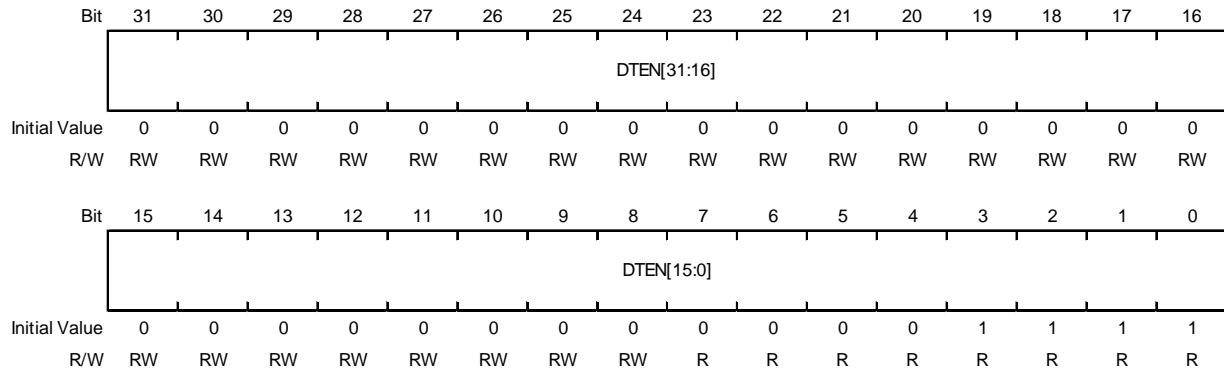 Bit 31 30 29 28 27 26 25 24 23 22 21 20 19 18 17 16
DTEN[31:16]
Initial Value 0 0 0 0 0 0 0 0 0 0 0 0 0 0 0 0
R/W RW RW RW RW RW RW RW RW RW RW RW RW RW RW RW RW
Bit 15 14 13 12 11 10 9 8 7 6 5 4 3 2 1 0
DTEN[15:0]
Initial Value 0 0 0 0 0 0 0 0 0 0 0 0 1 1 1 1
R/W RW RW RW RW RW RW RW RW R R R R R R R R